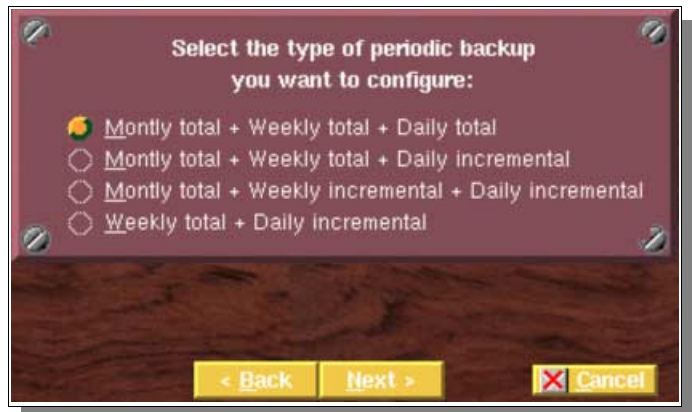 Select the type of periodic backup
you want to configure:
Montly total + Weekly total + Daily total
Montly total + Weekly total + Daily incremental
Montly total + Weekly incremental + Daily incremental
Weekly total + Daily incremental
< Back Next > Cancel